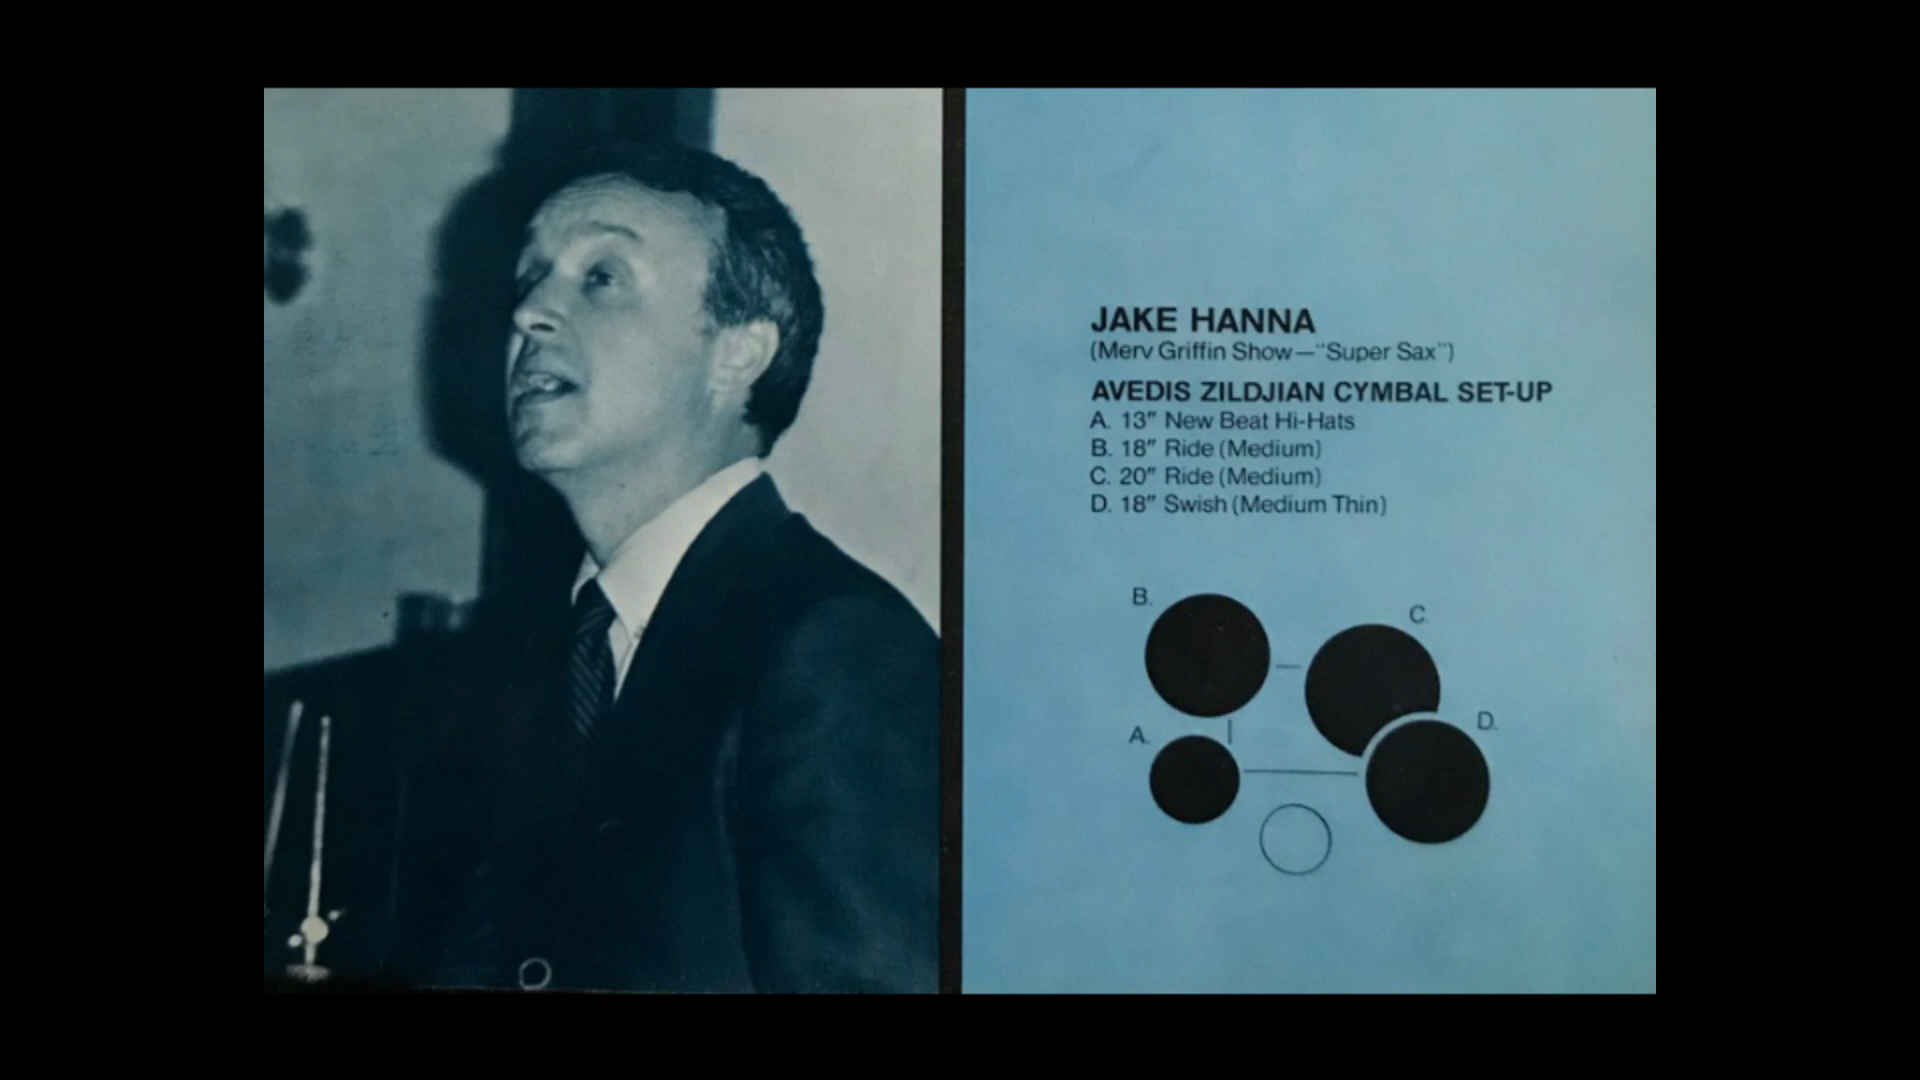 JAKE HANNA
(Merv Griffin Show—"Super Sax")
AVEDIS ZILDJIAN CYMBAL SET-UP
A. 13″ New Beat Hi-Hats
B. 18″ Ride (Medium)
C. 20″ Ride (Medium)
D. 18″ Swish (Medium Thin)
B.
C.
A.
D.